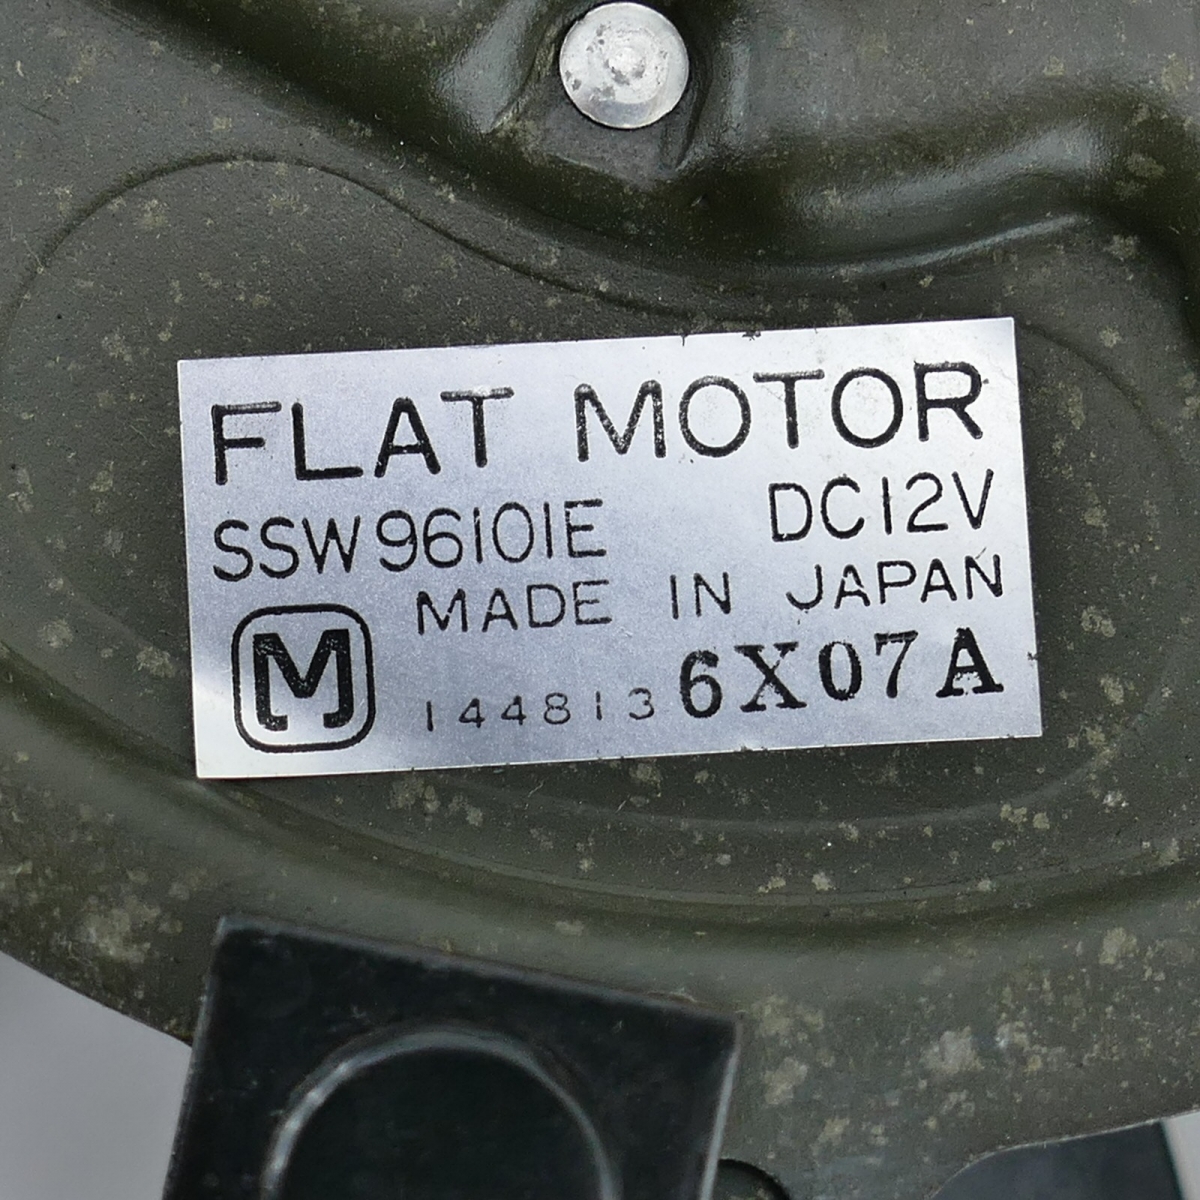 FLAT MOTOR
SSW96101E DC12V
MADE IN JAPAN
M 144813 6X07A